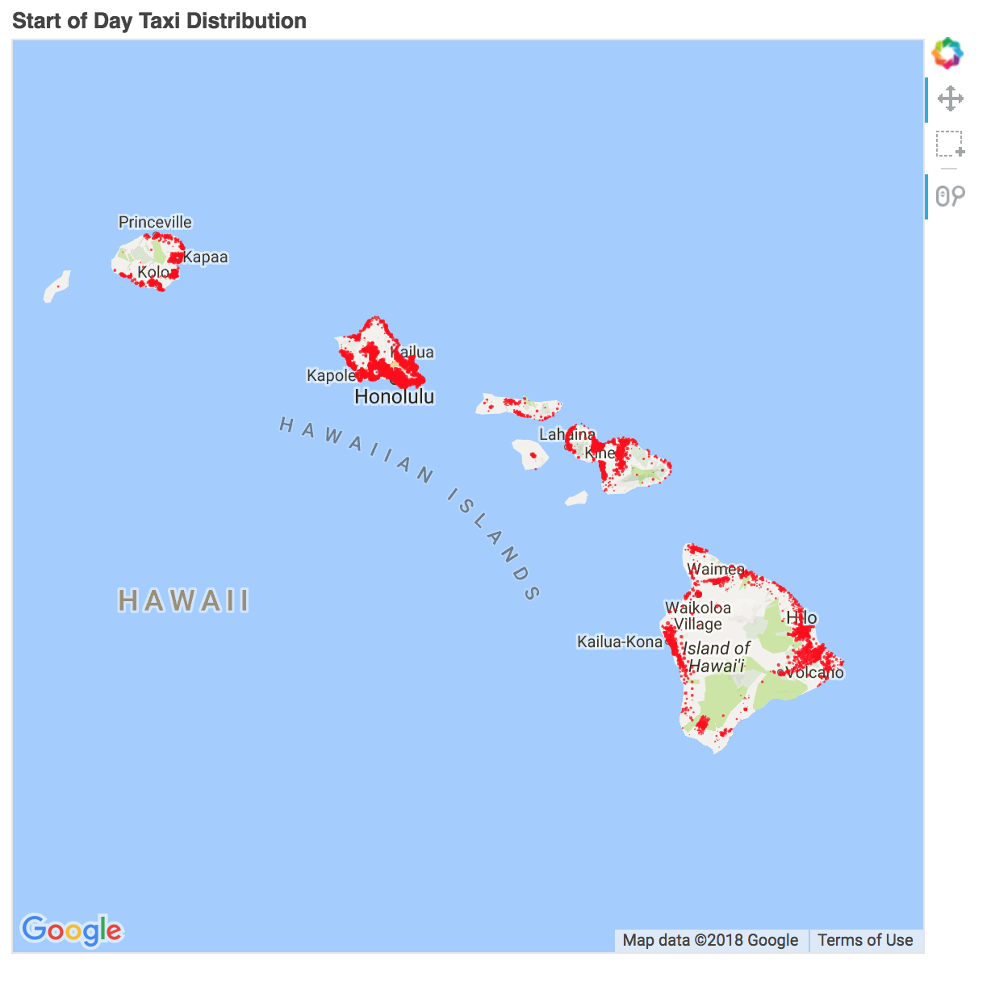 Start of Day Taxi Distribution
Princeville
Kapaa
Kolo
Kailua
Kapolei
Honolulu
HAWAIIAN ISLANDS
Lahaina
Kihei
Waimea
HAWAII
Waikoloa
Village
Hilo
Kailua-Kona
Island of
Hawai'i
Volcano
Google
Map data ©2018 Google
Terms of Use